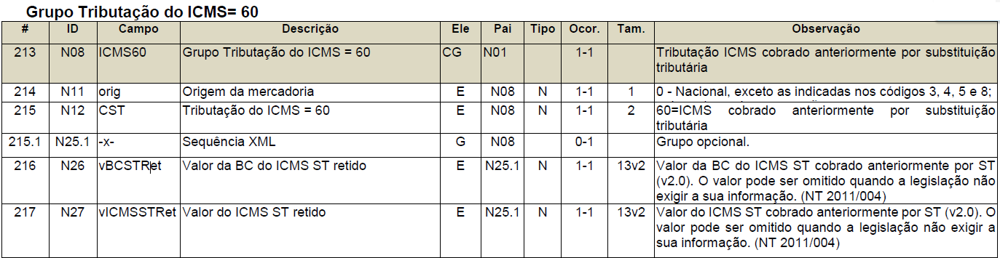 Grupo Tributação do ICMS= 60
# ID Campo Descrição Ele Pai Tipo Ocor. Tam. Observação
213 N08 ICMS60 Grupo Tributação do ICMS = 60 CG N01 1-1 Tributação ICMS cobrado anteriormente por substituição
tributária
214 N11 orig Origem da mercadoria E N08 N 1-1 1 0 - Nacional, exceto as indicadas nos códigos 3, 4, 5 e 8;
215 N12 CST Tributação do ICMS = 60 E N08 N 1-1 2 60=ICMS cobrado anteriormente por substituição
tributária
215.1 N25.1 -x- Sequência XML G N08 0-1 Grupo opcional.
216 N26 vBCSTRet Valor da BC do ICMS ST retido E N25.1 N 1-1 13v2 Valor da BC do ICMS ST cobrado anteriormente por ST
(v2.0). O valor pode ser omitido quando a legislação não
exigir a sua informação. (NT 2011/004)
217 N27 vICMSSTRet Valor do ICMS ST retido E N25.1 N 1-1 13v2 Valor do ICMS ST cobrado anteriormente por ST (v2.0). O
valor pode ser omitido quando a legislação não exigir a
sua informação. (NT 2011/004)